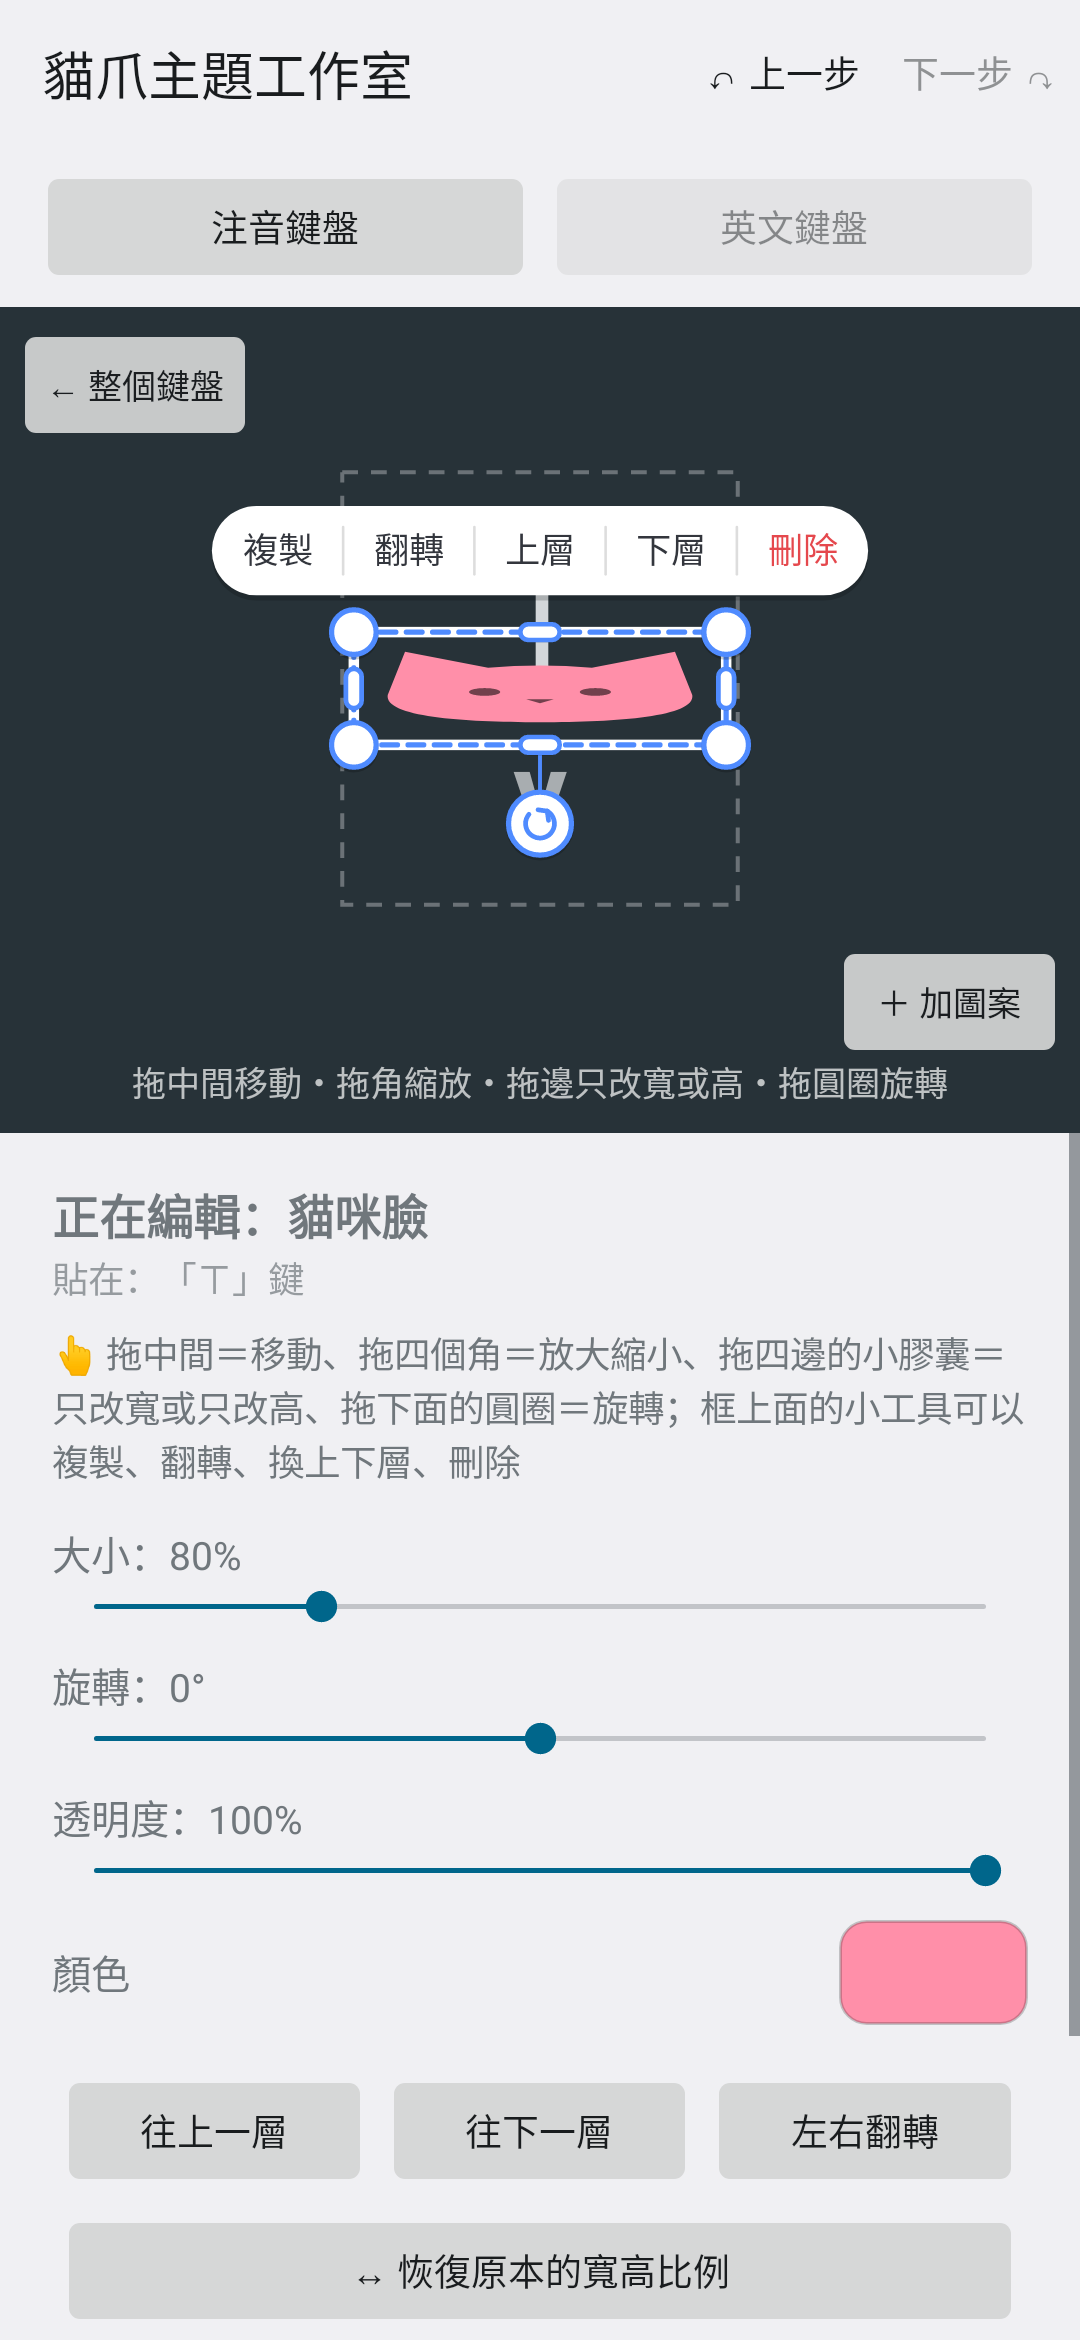 貓爪主題工作室
上一步 下一步
注音鍵盤 英文鍵盤
← 整個鍵盤
複製 翻轉 上層 下層 刪除
＋ 加圖案
拖中間移動・拖角縮放・拖邊只改寬或高・拖圓圈旋轉
正在編輯：貓咪臉
貼在：「ㄒ」鍵
👆 拖中間＝移動、拖四個角＝放大縮小、拖四邊的小膠囊＝
只改寬或只改高、拖下面的圓圈＝旋轉；框上面的小工具可以
複製、翻轉、換上下層、刪除
大小：80%
旋轉：0°
透明度：100%
顏色
往上一層 往下一層 左右翻轉
↔ 恢復原本的寬高比例